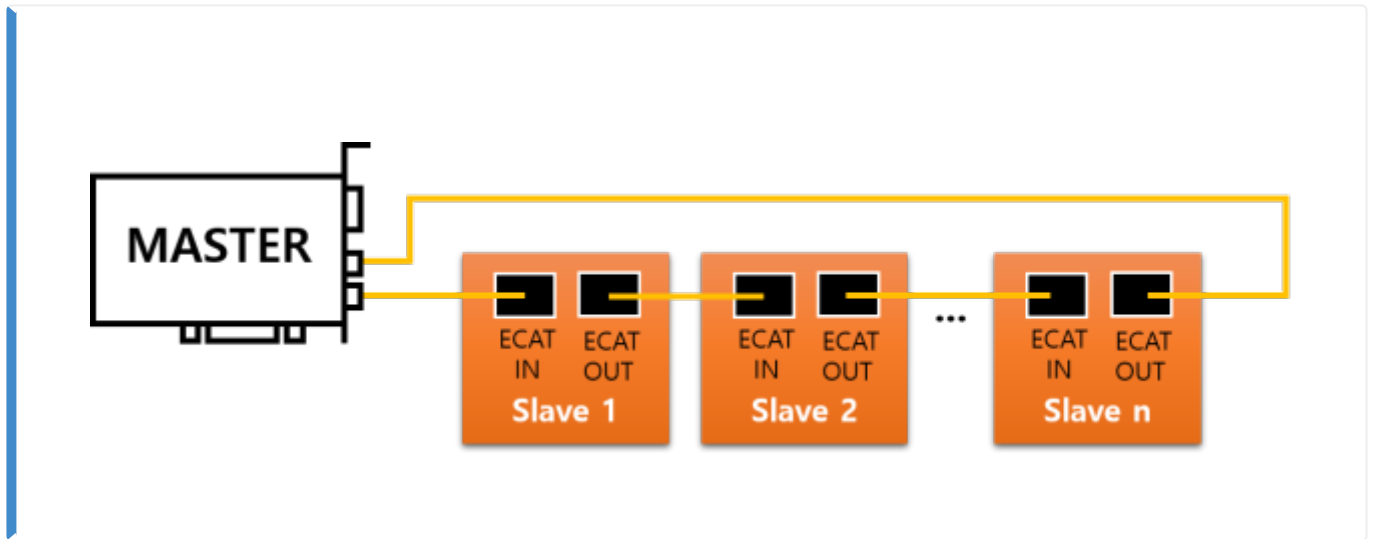 MASTER
ECAT
IN
ECAT
OUT
Slave 1
ECAT
IN
ECAT
OUT
Slave 2
...
ECAT
IN
ECAT
OUT
Slave n